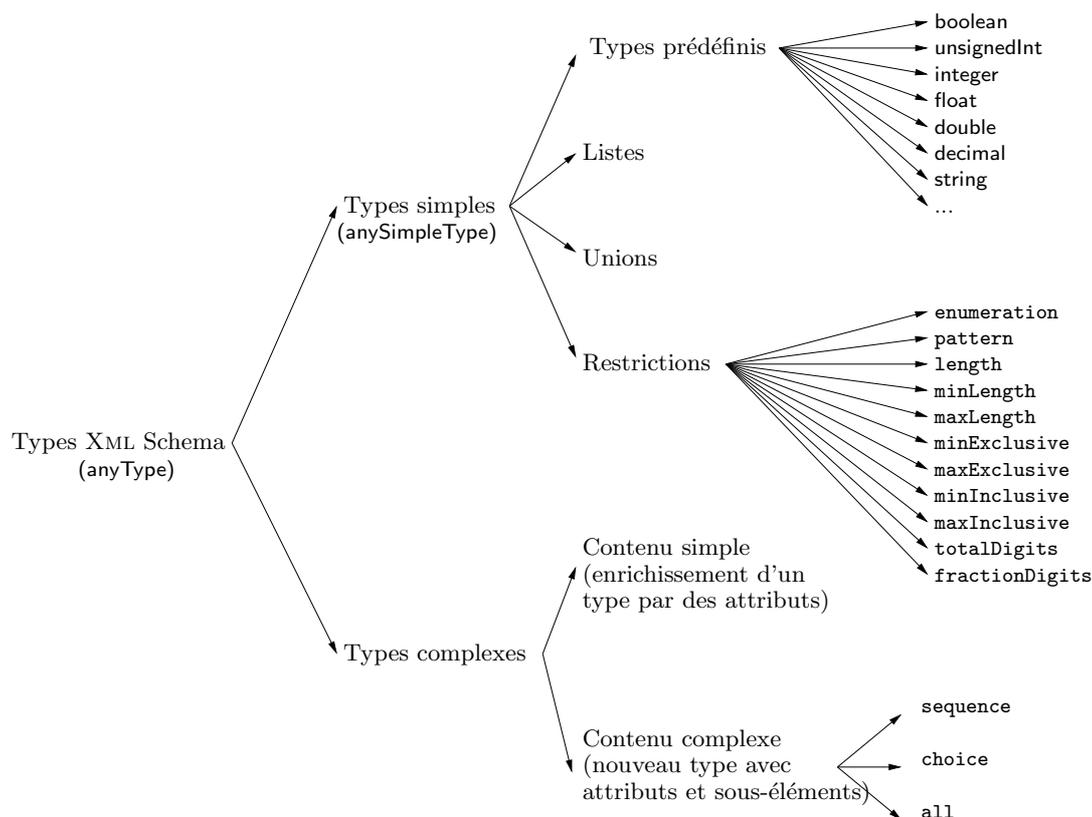 boolean
Types prédéfinis
unsignedInt
integer
float
double
decimal
string
...
Listes
Types simples
(anySimpleType)
Unions
Restrictions
enumeration
pattern
length
minLength
maxLength
minExclusive
maxExclusive
minInclusive
maxInclusive
totalDigits
fractionDigits
Types XML Schema
(anyType)
Contenu simple
(enrichissement d'un
type par des attributs)
Types complexes
Contenu complexe
(nouveau type avec
attributs et sous-éléments)
sequence
choice
all